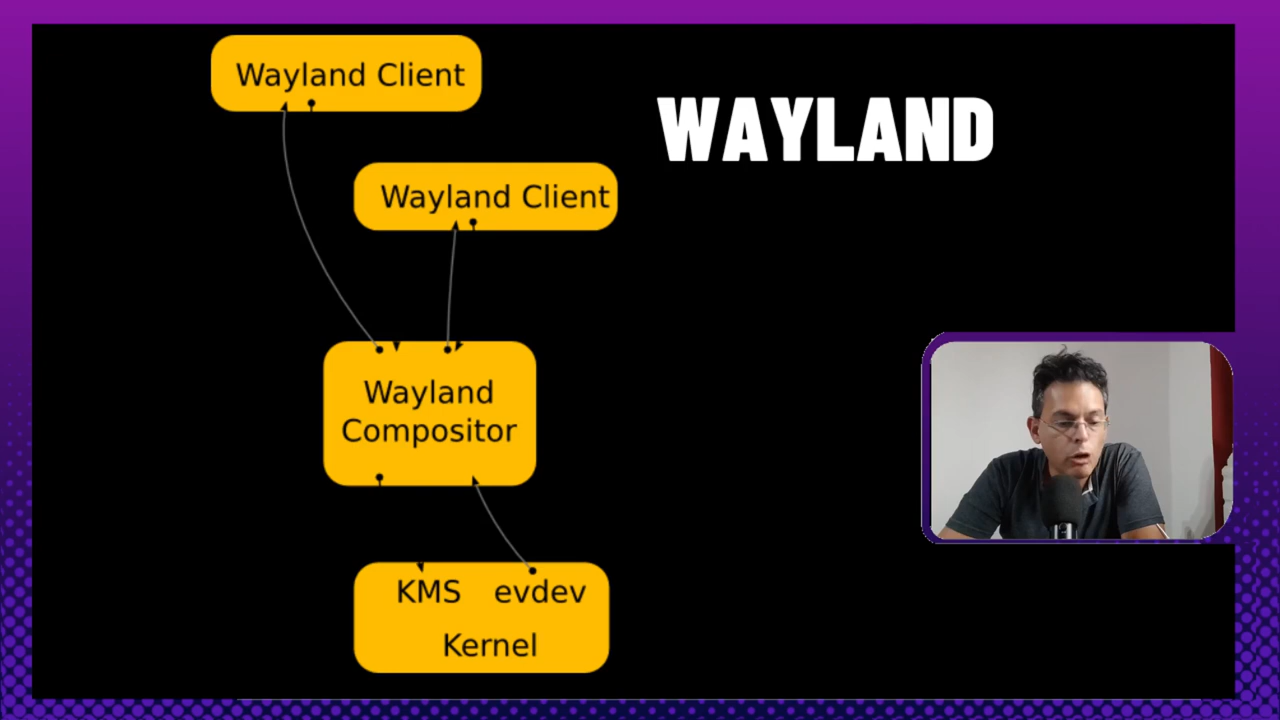 Wayland Client
WAYLAND
Wayland Client
Wayland
Compositor
KMS evdev
Kernel